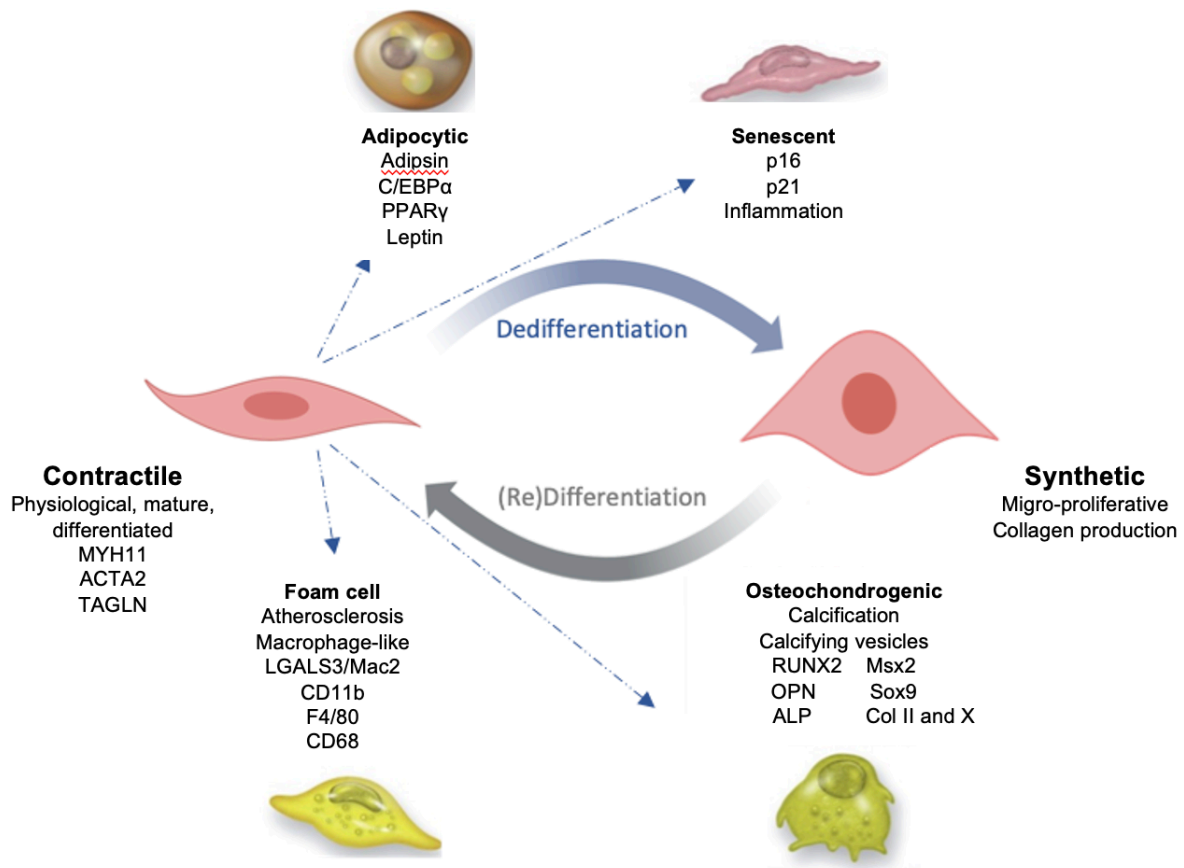 Adipocytic
Adipsin
C/EBPα
PPARγ
Leptin
Senescent
p16
p21
Inflammation
Dedifferentiation
(Re)Differentiation
Contractile
Physiological, mature,
differentiated
MYH11
ACTA2
TAGLN
Synthetic
Migro-proliferative
Collagen production
Foam cell
Atherosclerosis
Macrophage-like
LGALS3/Mac2
CD11b
F4/80
CD68
Osteochondrogenic
Calcification
Calcifying vesicles
RUNX2 Msx2
OPN Sox9
ALP Col II and X